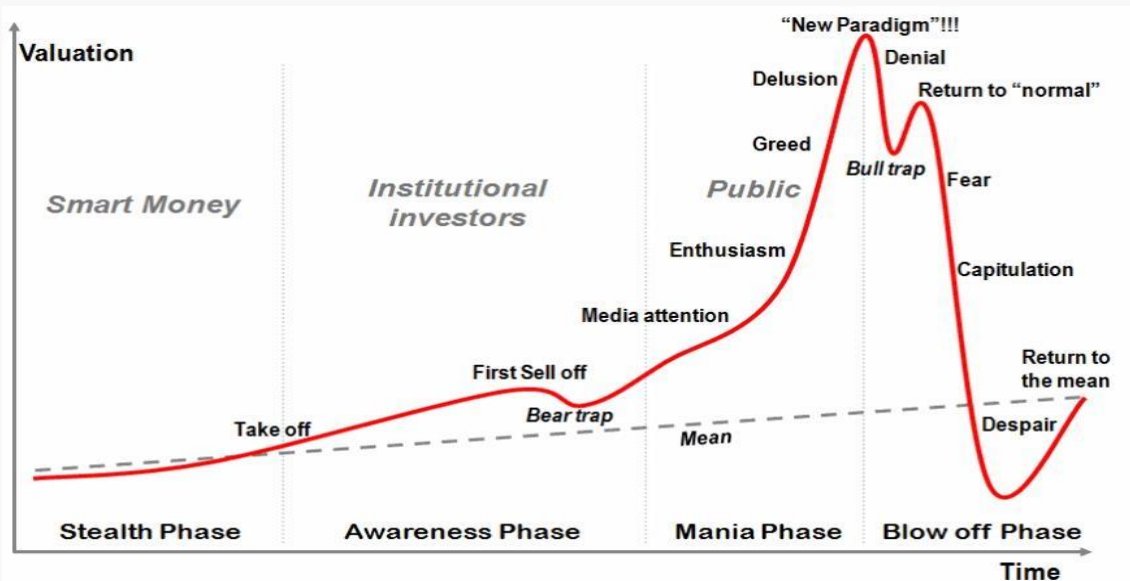 "New Paradigm"!!!
Valuation
Denial
Delusion
Return to "normal"
Greed
Bull trap
Fear
Smart Money
Institutional
investors
Public
Enthusiasm
Capitulation
Media attention
Return to
the mean
First Sell off
Bear trap
Take off
Despair
Mean
Stealth Phase
Awareness Phase
Mania Phase
Blow off Phase
Time